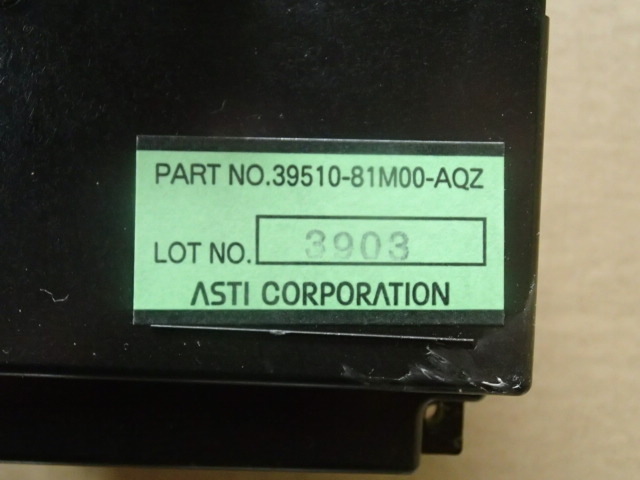 PART NO.39510-81M00-AQZ
LOT NO. 3903
ASTI CORPORATION